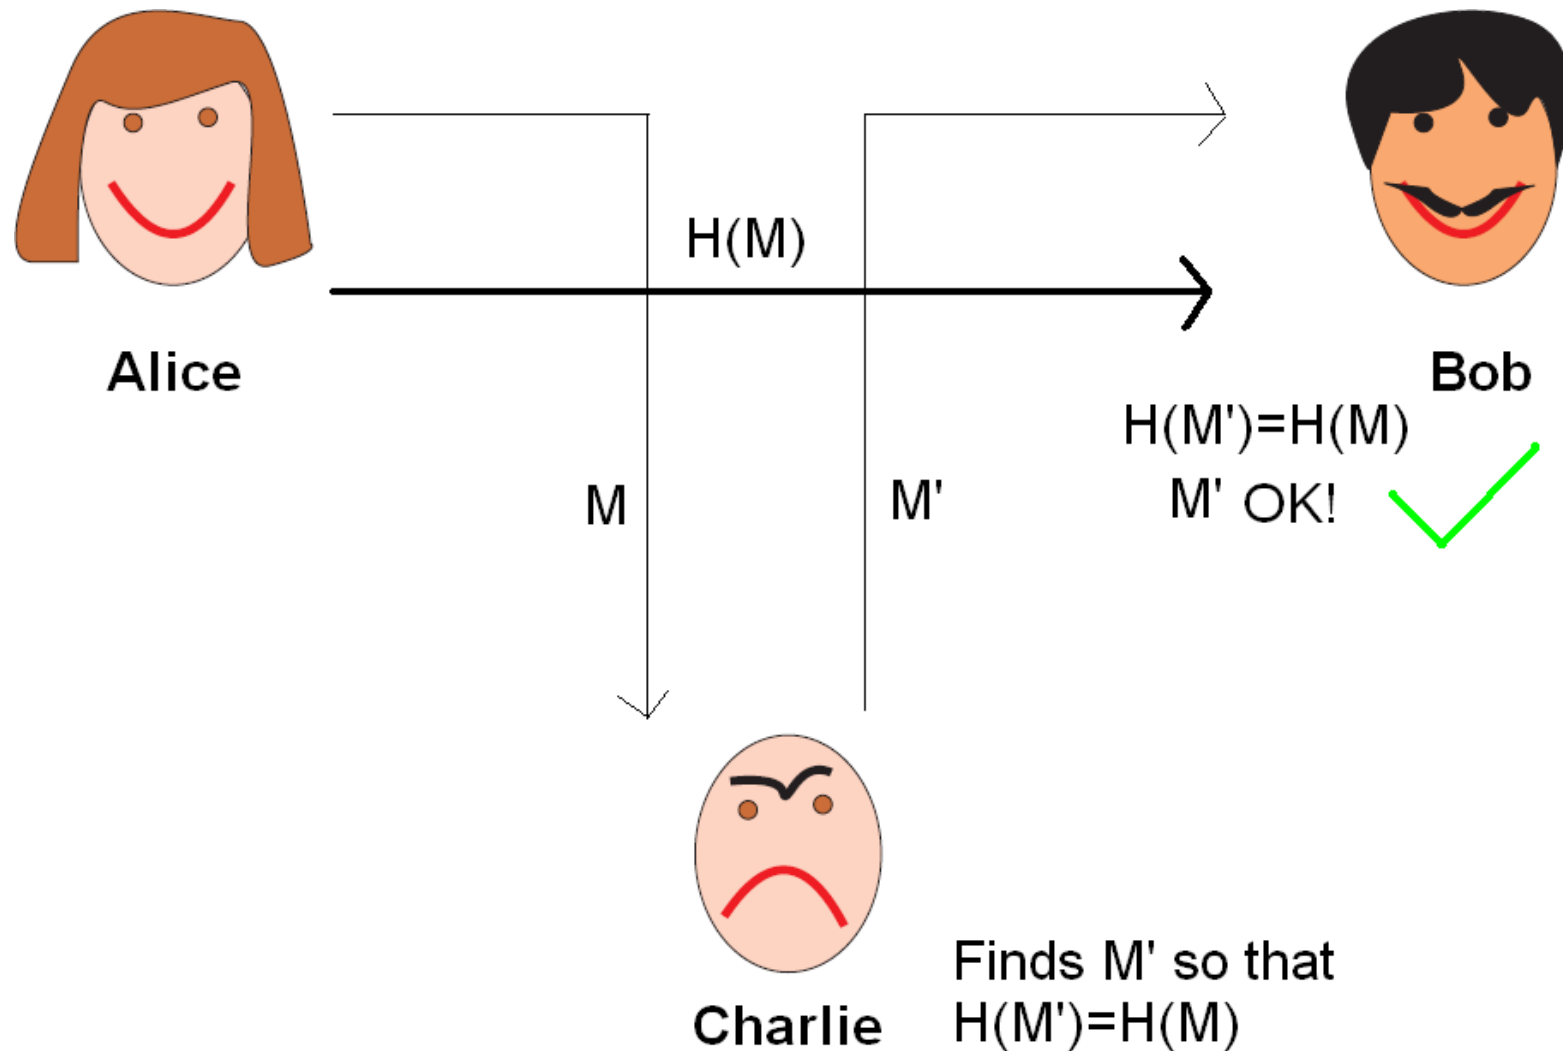 H(M)
Alice
Bob
H(M')=H(M)
M' OK!
M
M'
Finds M' so that
H(M')=H(M)
Charlie